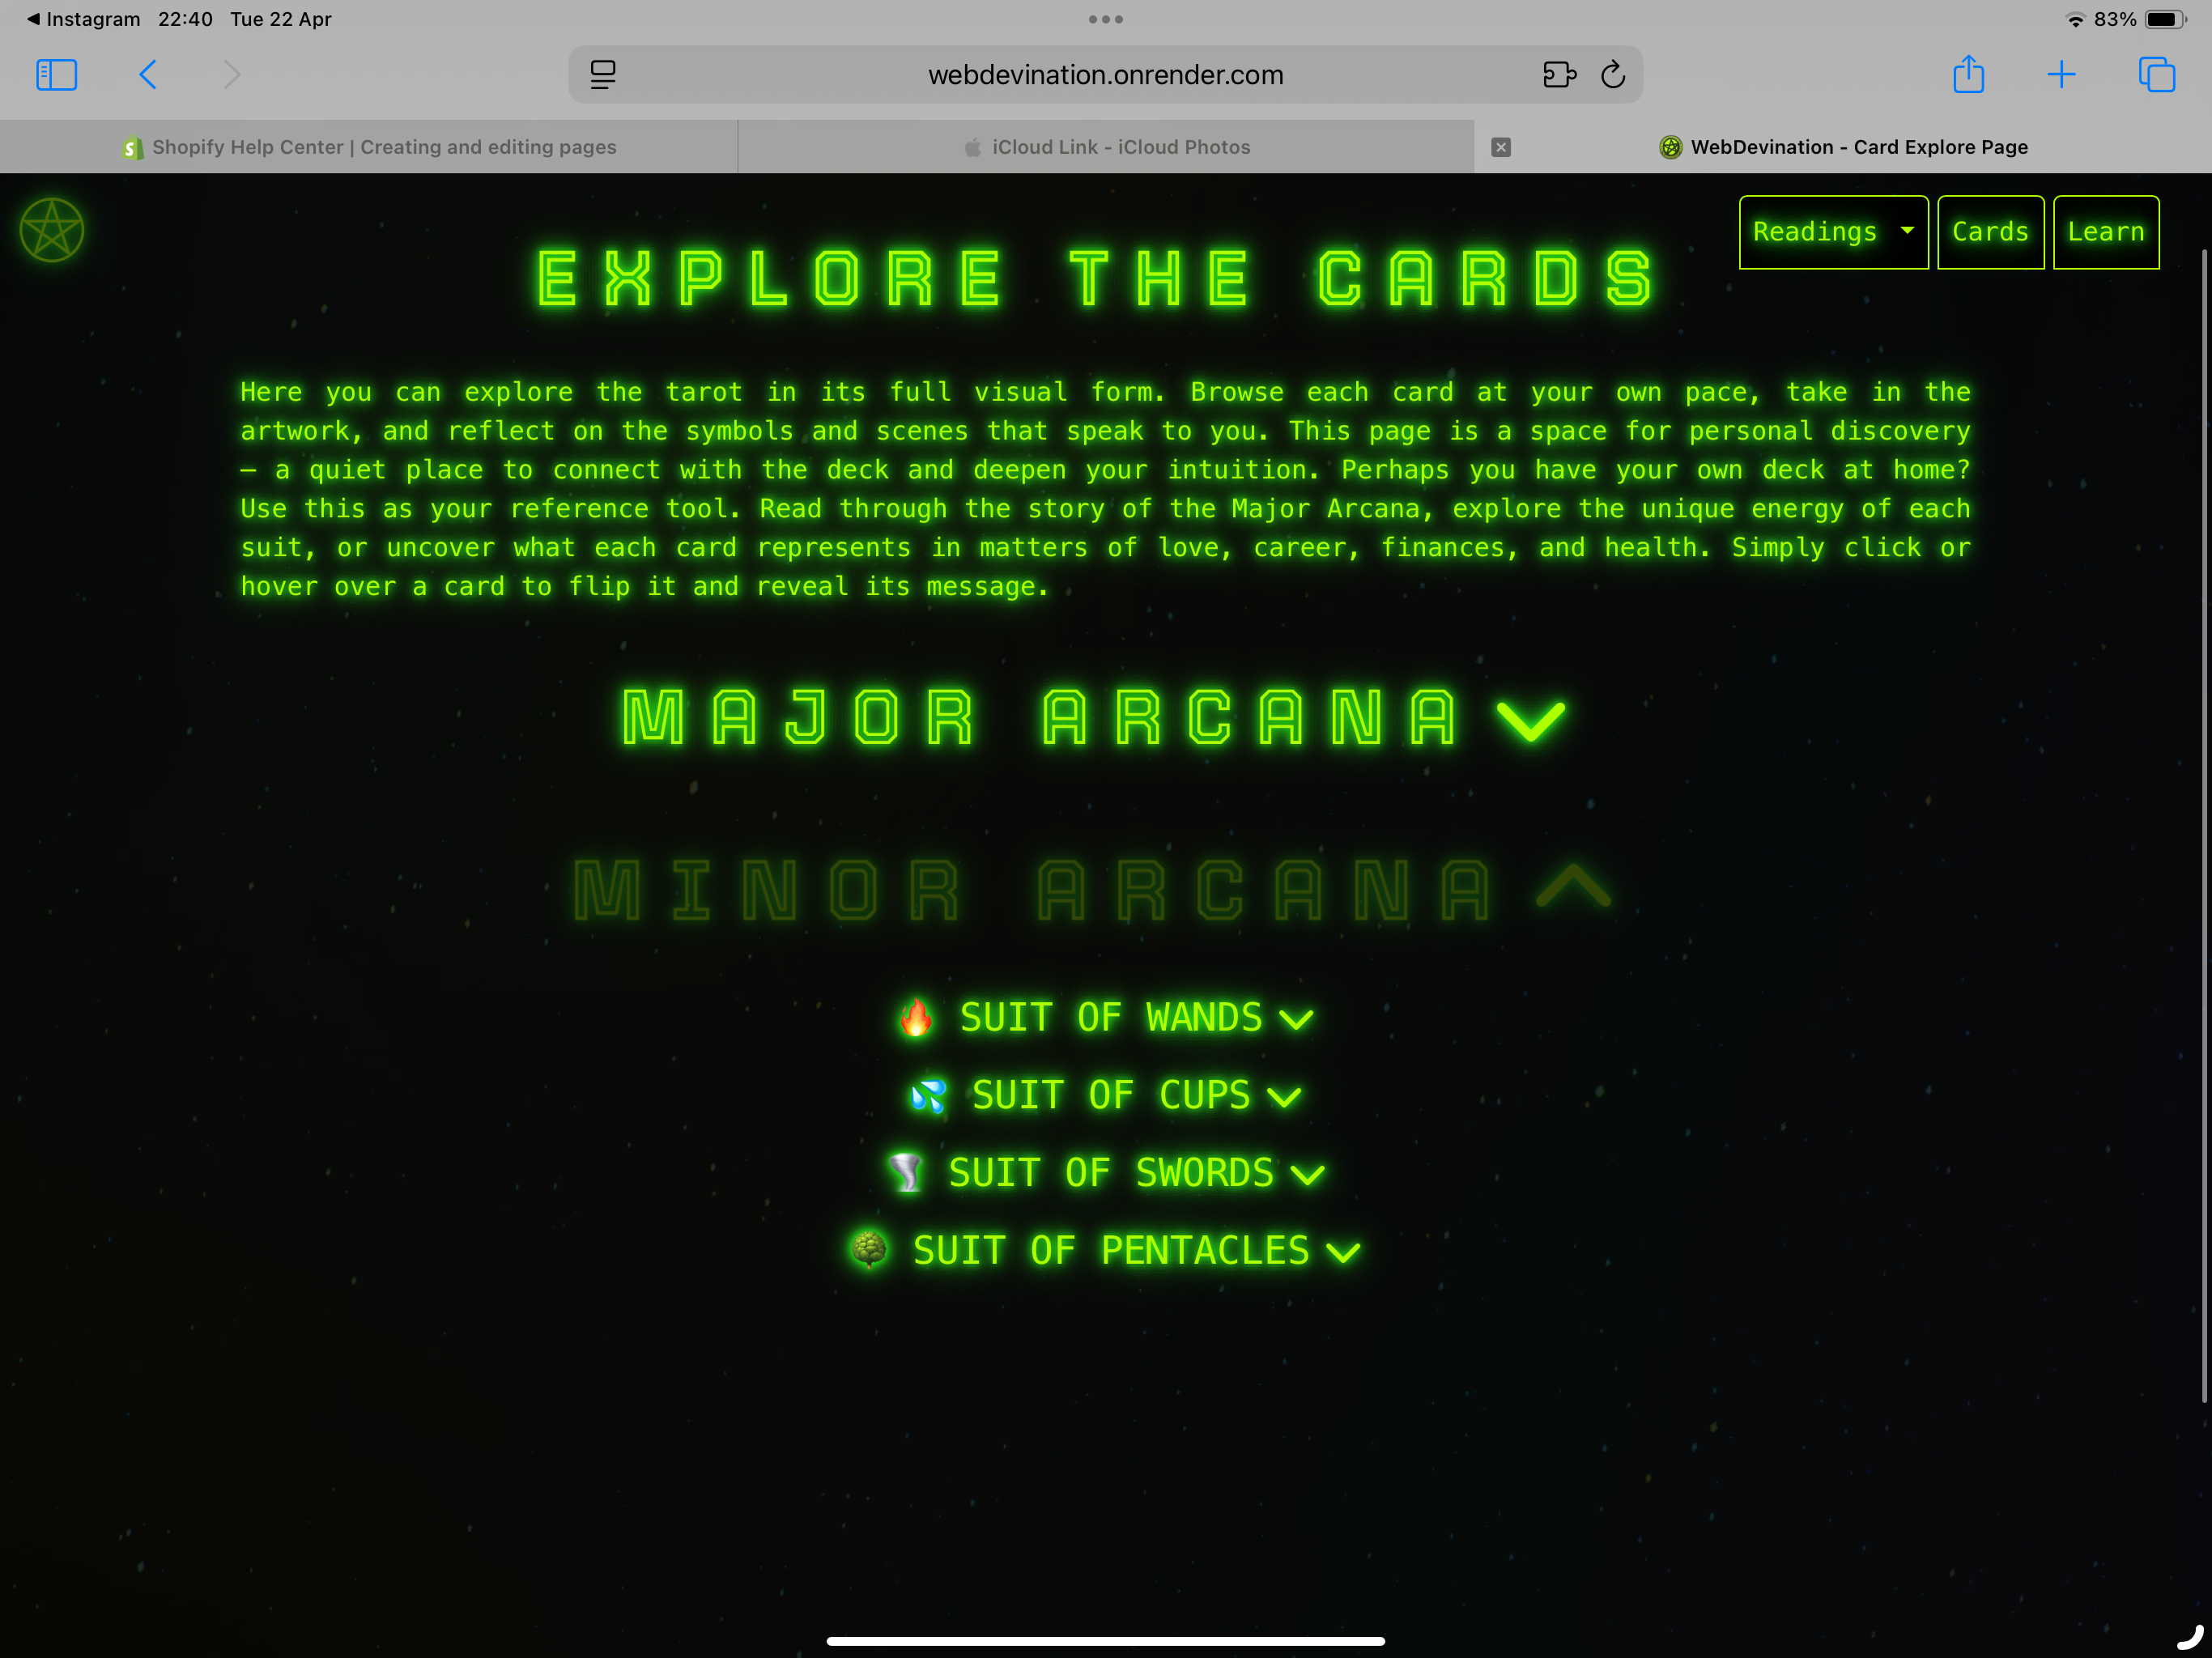 Instagram 22:40 Tue 22 Apr
83%
webdevination.onrender.com
Shopify Help Center | Creating and editing pages
iCloud Link - iCloud Photos
WebDevination - Card Explore Page
Readings
Cards
Learn
EXPLORE THE CARDS
Here you can explore the tarot in its full visual form. Browse each card at your own pace, take in the
artwork, and reflect on the symbols and scenes that speak to you. This page is a space for personal discovery
— a quiet place to connect with the deck and deepen your intuition. Perhaps you have your own deck at home?
Use this as your reference tool. Read through the story of the Major Arcana, explore the unique energy of each
suit, or uncover what each card represents in matters of love, career, finances, and health. Simply click or
hover over a card to flip it and reveal its message.
MAJOR ARCANA
MINOR ARCANA
🔥 SUIT OF WANDS
💦 SUIT OF CUPS
🌪 SUIT OF SWORDS
🌳 SUIT OF PENTACLES